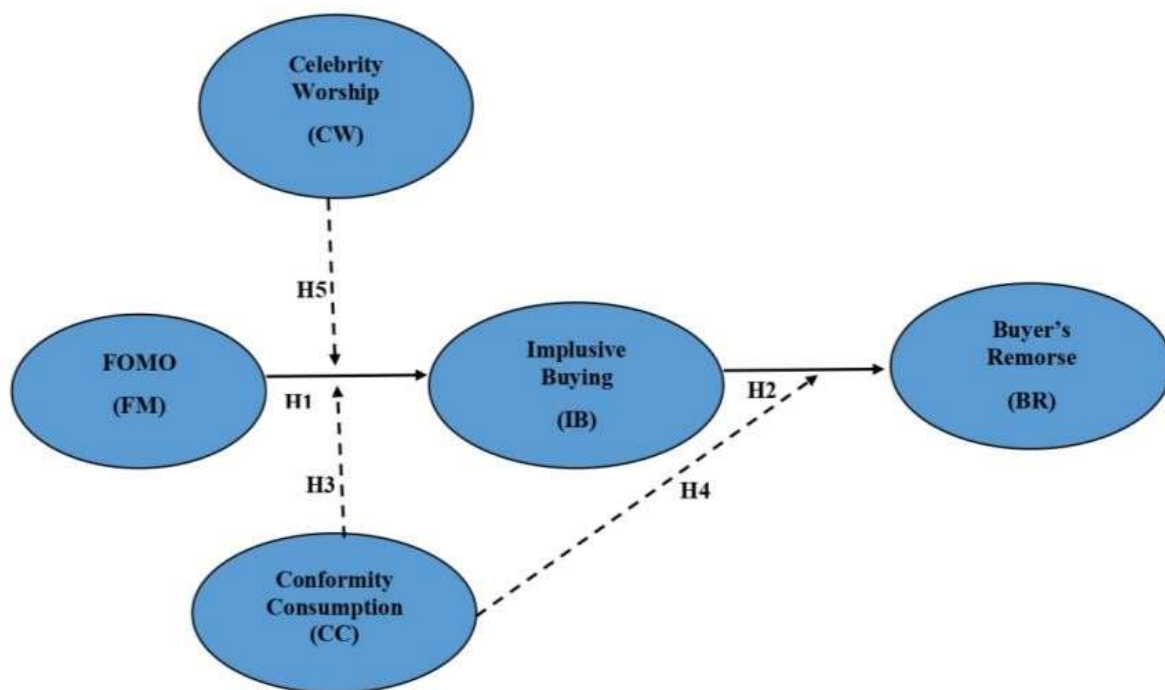 Celebrity
Worship
(CW)
H5
FOMO
(FM)
H1
Implusive
Buying
(IB)
H2
Buyer’s
Remorse
(BR)
H3
H4
Conformity
Consumption
(CC)